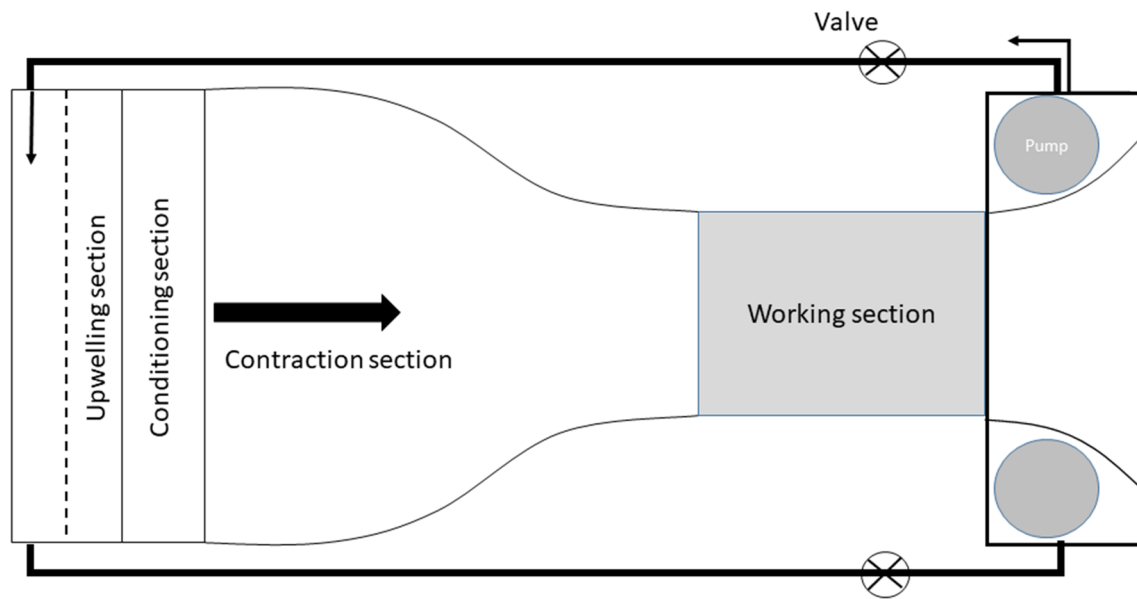 Valve
Pump
Upwelling section
Conditioning section
Working section
Contraction section